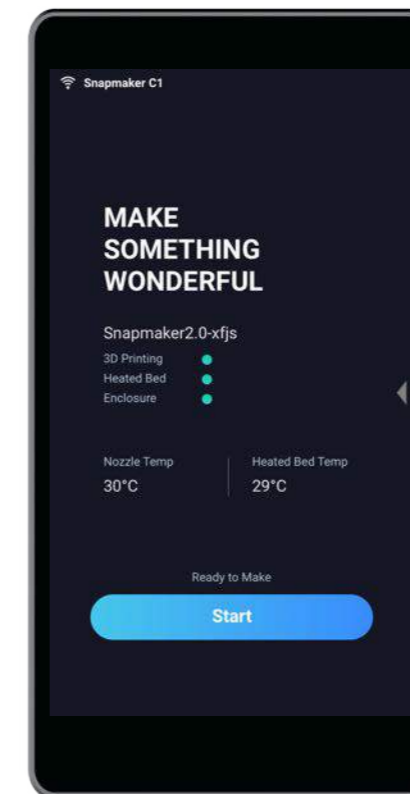 Snapmaker C1
MAKE
SOMETHING
WONDERFUL
Snapmaker2.0-xfjs
3D Printing
Heated Bed
Enclosure
Nozzle Temp
Heated Bed Temp
30°C
29°C
Ready to Make
Start